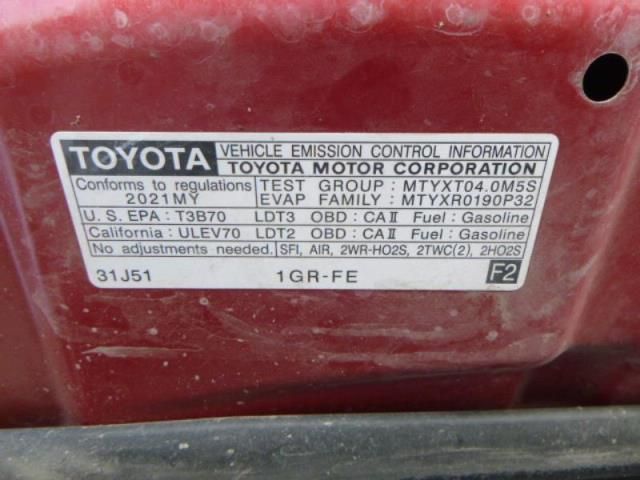 TOYOTA VEHICLE EMISSION CONTROL INFORMATION
TOYOTA MOTOR CORPORATION
Conforms to regulations TEST GROUP : MTYXT04.0M5S
2021MY EVAP FAMILY : MTYXR0190P32
U.S. EPA : T3B70 LDT3 OBD : CAⅡ Fuel : Gasoline
California : ULEV70 LDT2 OBD : CAⅡ Fuel : Gasoline
No adjustments needed. SFI, AIR, 2WR-HO2S, 2TWC(2), 2HO2S
31J51 1GR-FE F2